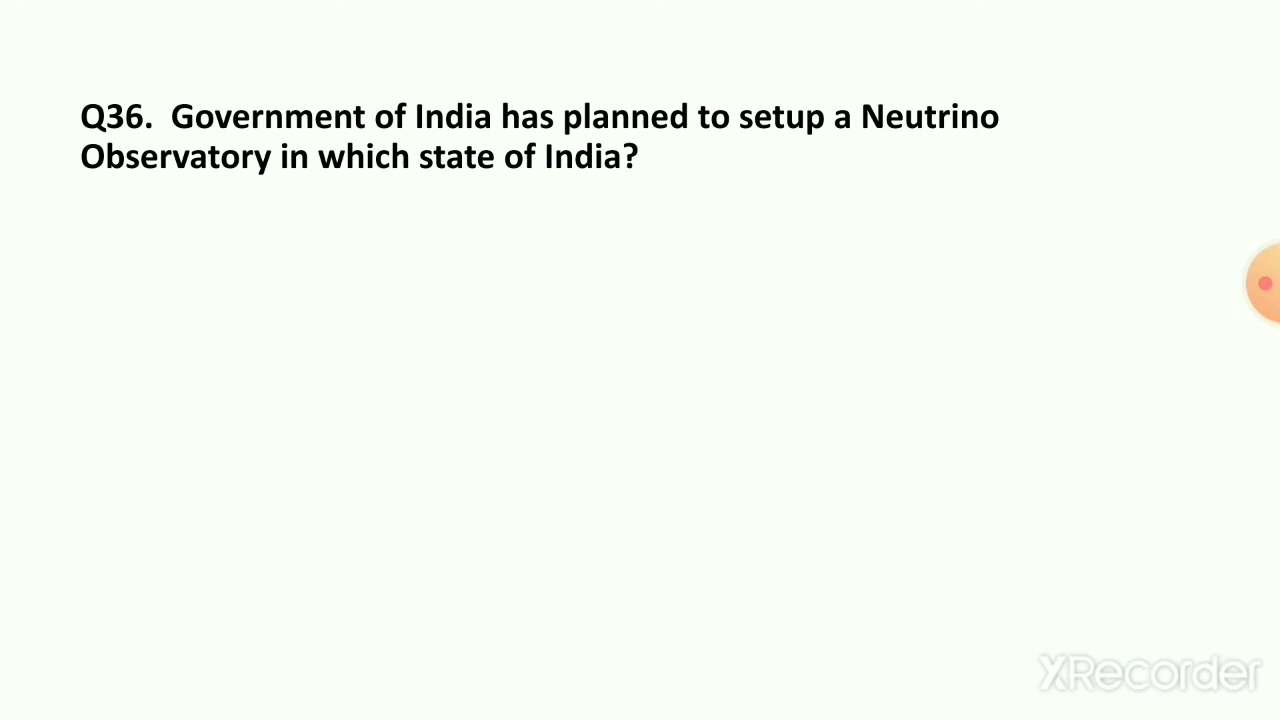 Q36.  Government of India has planned to setup a Neutrino
Observatory in which state of India?
XRecorder